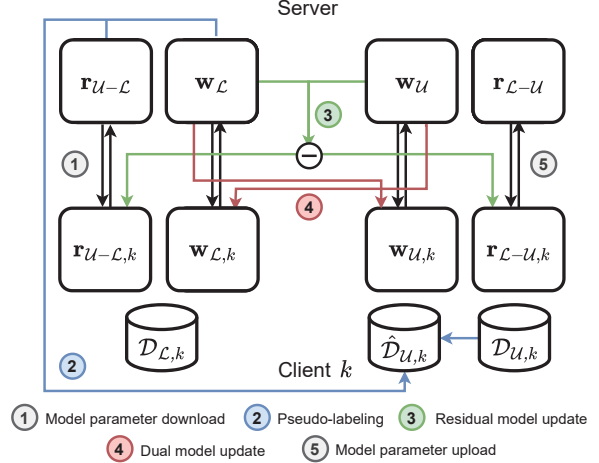 Server
r_{𝒰−ℒ} w_ℒ w_𝒰 r_{ℒ−𝒰}
3
1 − 5
4
r_{𝒰−ℒ,k} w_{ℒ,k} w_{𝒰,k} r_{ℒ−𝒰,k}
𝒟_{ℒ,k} 𝒟̂_{𝒰,k} 𝒟_{𝒰,k}
2 Client k
1 Model parameter download 2 Pseudo-labeling 3 Residual model update
4 Dual model update 5 Model parameter upload